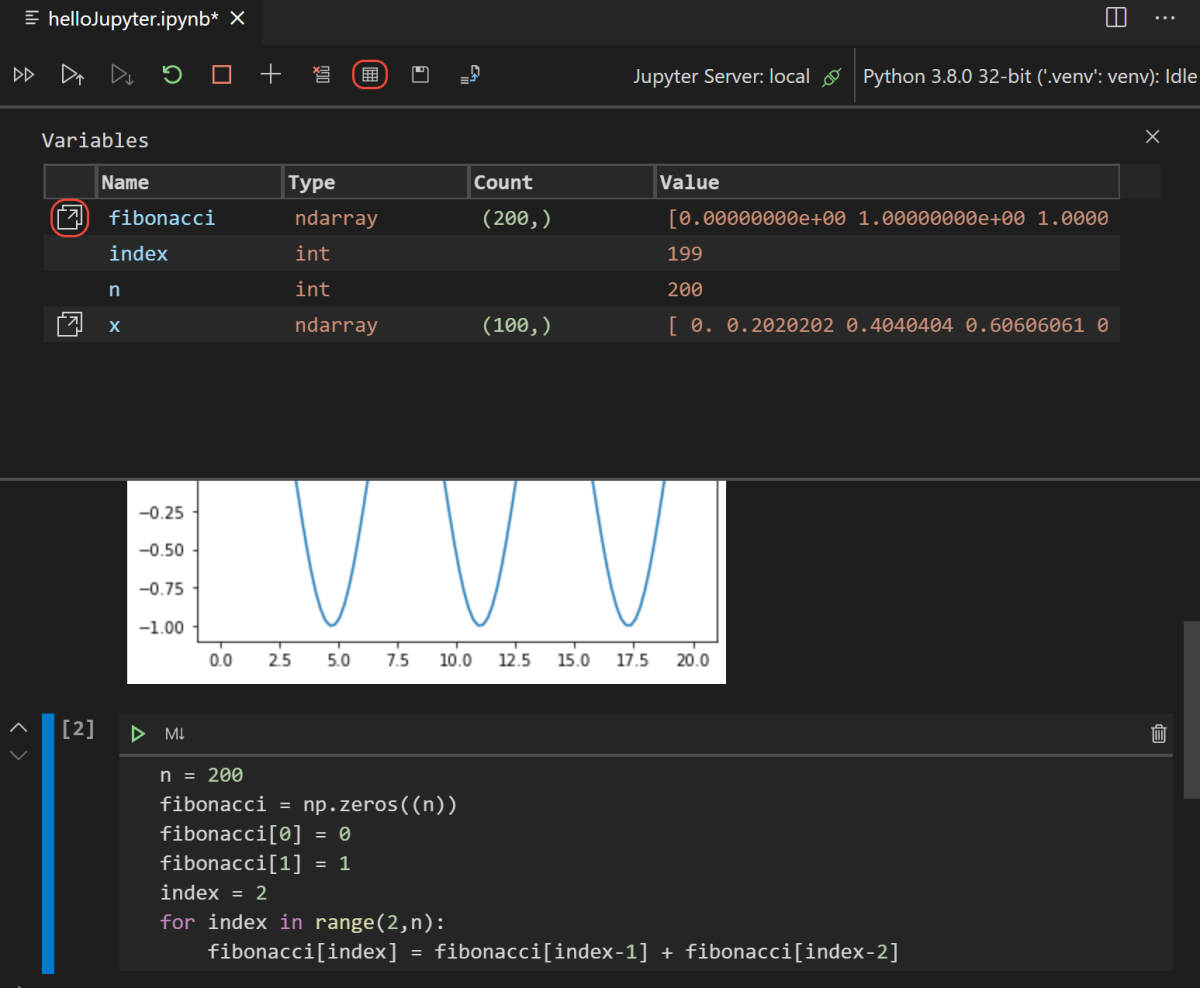 helloJupyter.ipynb*
Jupyter Server: local
Python 3.8.0 32-bit ('.venv': venv): Idle
Variables
Name Type Count Value
fibonacci ndarray (200,) [0.00000000e+00 1.00000000e+00 1.0000
index int 199
n int 200
x ndarray (100,) [ 0. 0.2020202 0.4040404 0.60606061 0
−0.25
−0.50
−0.75
−1.00
0.0 2.5 5.0 7.5 10.0 12.5 15.0 17.5 20.0
[2]
M↓
n = 200
fibonacci = np.zeros((n))
fibonacci[0] = 0
fibonacci[1] = 1
index = 2
for index in range(2,n):
    fibonacci[index] = fibonacci[index-1] + fibonacci[index-2]